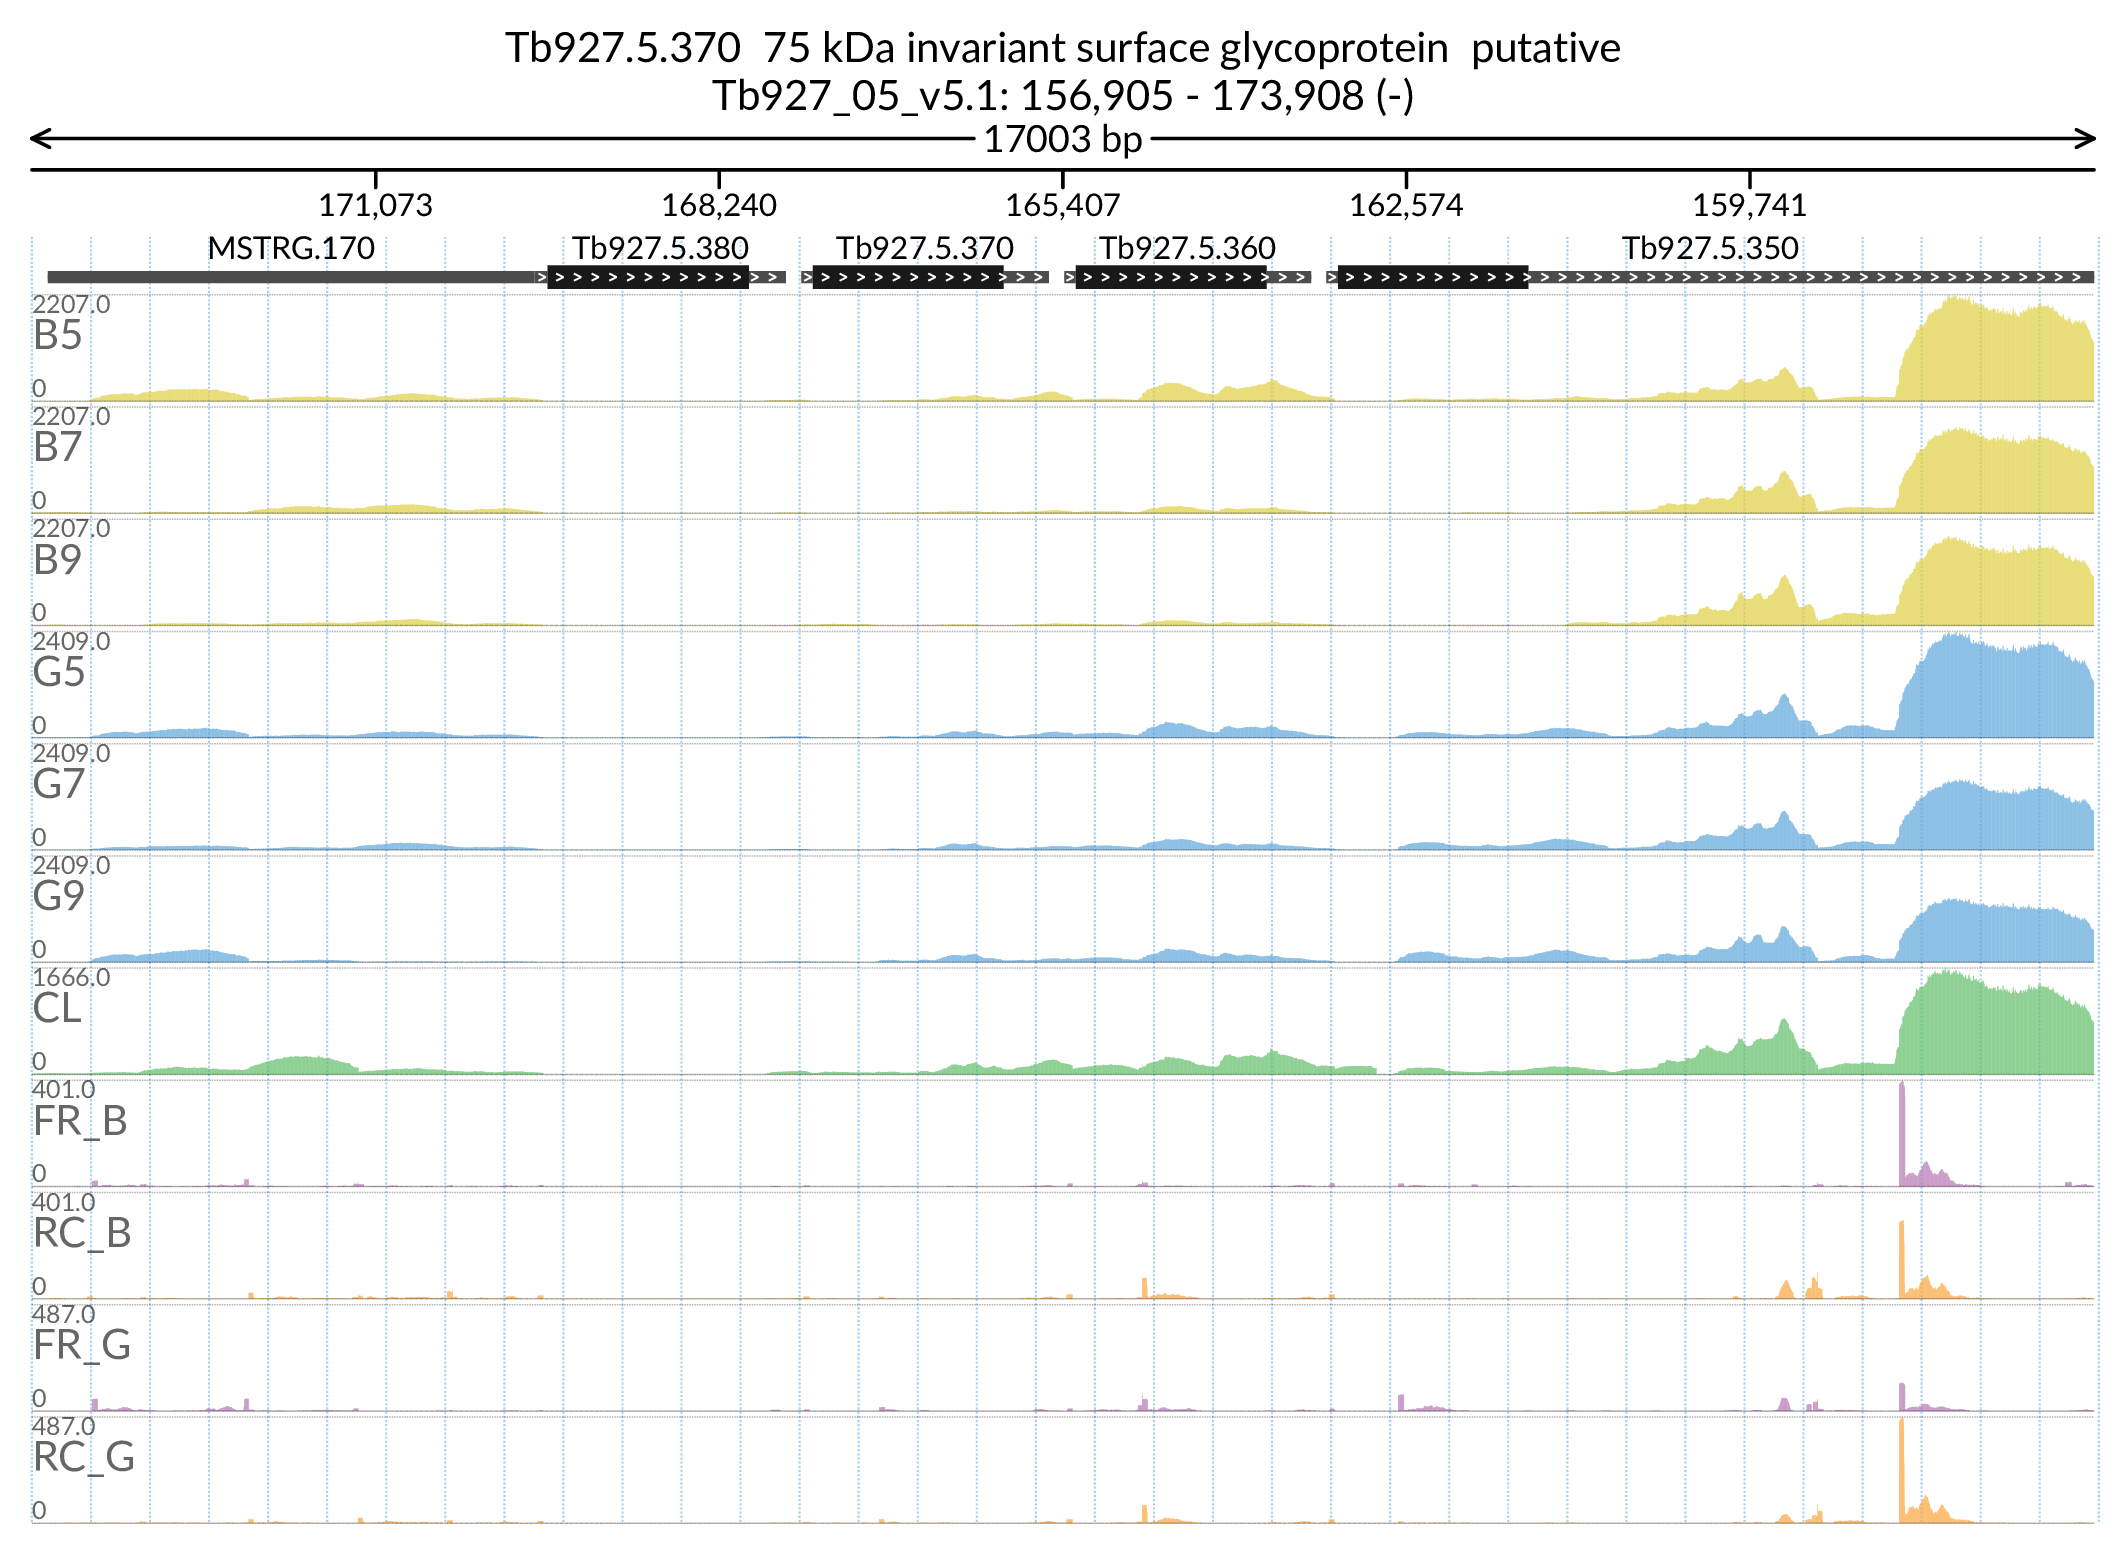 Tb927.5.370  75 kDa invariant surface glycoprotein  putative
Tb927_05_v5.1: 156,905 - 173,908 (-)
17003 bp
171,073 168,240 165,407 162,574 159,741
MSTRG.170 Tb927.5.380 Tb927.5.370 Tb927.5.360 Tb927.5.350
2207.0
B5
0
2207.0
B7
0
2207.0
B9
0
2409.0
G5
0
2409.0
G7
0
2409.0
G9
0
1666.0
CL
0
401.0
FR_B
0
401.0
RC_B
0
487.0
FR_G
0
487.0
RC_G
0